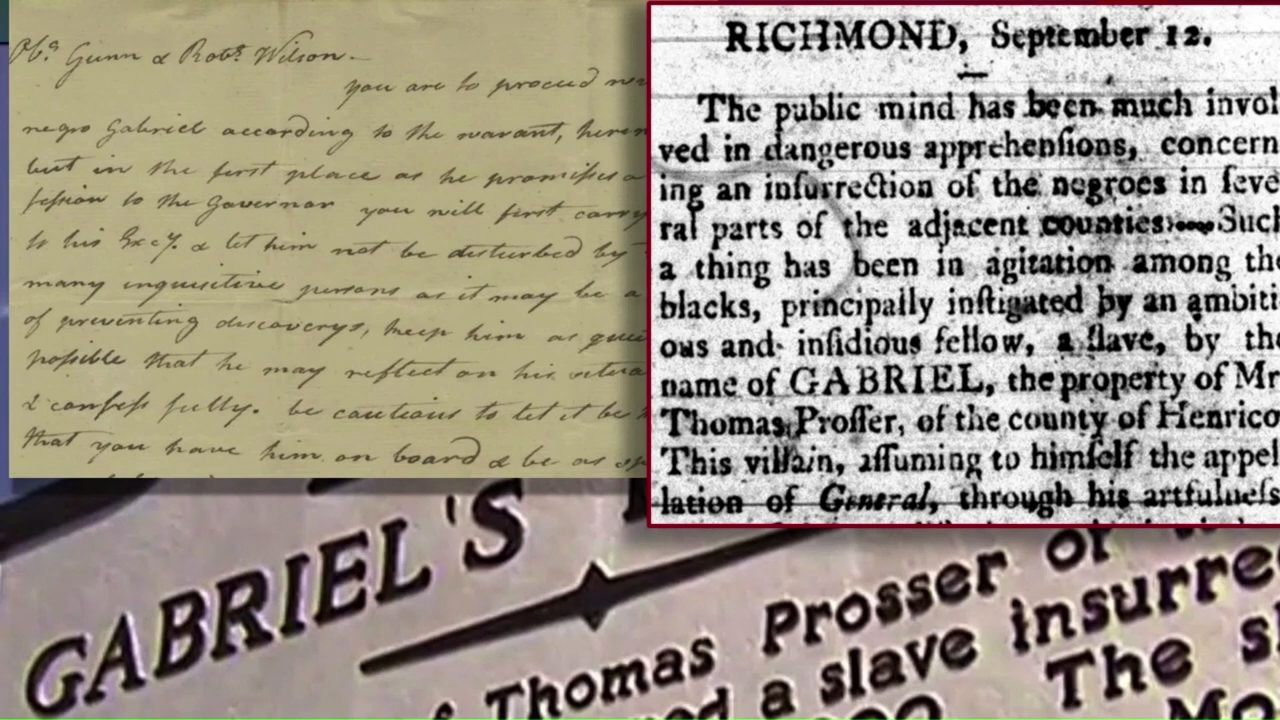 Gunn & Robt Wilson.
you are to proceed
negro Gabriel according to the warant,
but in the first place as he promises
fession to the Governor you will first carry
to his Excy. & let him not be disturbed by
many inquisitive persons as it may be a
of preventing discoverys, keep him as
possible that he may reflect on his
& confess fully. be cautious to let it be
that you have him on board & be as
RICHMOND, September 12.
The public mind has been much invol
ved in dangerous apprehenſions, concern
ing an inſurrection of the negroes in ſeve
ral parts of the adjacent counties;....Such
a thing has been in agitation among the
blacks, principally inſtigated by an ambiti
ous and inſidious fellow, a ſlave, by the
name of GABRIEL, the property of Mr
Thomas Proſſer, of the county of Henrico
This villain, aſſuming to himſelf the appel
lation of General, through his artfulneſs
GABRIEL'S
Thomas Prosser of
a slave insurre
The s
Mo